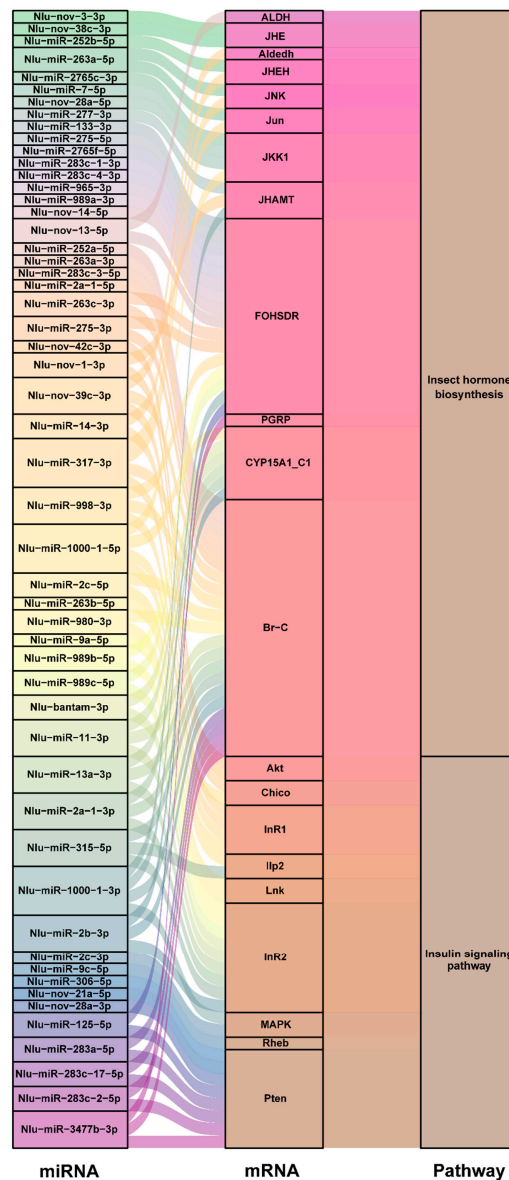 Nlu-nov-3-3p
Nlu-nov-38c-3p
Nlu-miR-252b-5p
Nlu-miR-263a-5p
Nlu-miR-2765c-3p
Nlu-miR-7-5p
Nlu-nov-28a-5p
Nlu-miR-277-3p
Nlu-miR-133-3p
Nlu-miR-275-5p
Nlu-miR-2765f-5p
Nlu-miR-283c-1-3p
Nlu-miR-283c-4-3p
Nlu-miR-965-3p
Nlu-miR-989a-3p
Nlu-nov-14-5p
Nlu-nov-13-5p
Nlu-miR-252a-5p
Nlu-miR-263a-3p
Nlu-miR-283c-3-5p
Nlu-miR-2a-1-5p
Nlu-miR-263c-3p
Nlu-miR-275-3p
Nlu-nov-42c-3p
Nlu-nov-1-3p
Nlu-nov-39c-3p
Nlu-miR-14-3p
Nlu-miR-317-3p
Nlu-miR-998-3p
Nlu-miR-1000-1-5p
Nlu-miR-2c-5p
Nlu-miR-263b-5p
Nlu-miR-980-3p
Nlu-miR-9a-5p
Nlu-miR-989b-5p
Nlu-miR-989c-5p
Nlu-bantam-3p
Nlu-miR-11-3p
Nlu-miR-13a-3p
Nlu-miR-2a-1-3p
Nlu-miR-315-5p
Nlu-miR-1000-1-3p
Nlu-miR-2b-3p
Nlu-miR-2c-3p
Nlu-miR-9c-5p
Nlu-miR-306-5p
Nlu-nov-21a-5p
Nlu-nov-28a-3p
Nlu-miR-125-5p
Nlu-miR-283a-5p
Nlu-miR-283c-17-5p
Nlu-miR-283c-2-5p
Nlu-miR-3477b-3p
miRNA
ALDH
JHE
Aldedh
JHEH
JNK
Jun
JKK1
JHAMT
FOHSDR
PGRP
CYP15A1_C1
Br-C
Akt
Chico
InR1
Ilp2
Lnk
InR2
MAPK
Rheb
Pten
mRNA
Insect hormone
biosynthesis
Insulin signaling
pathway
Pathway